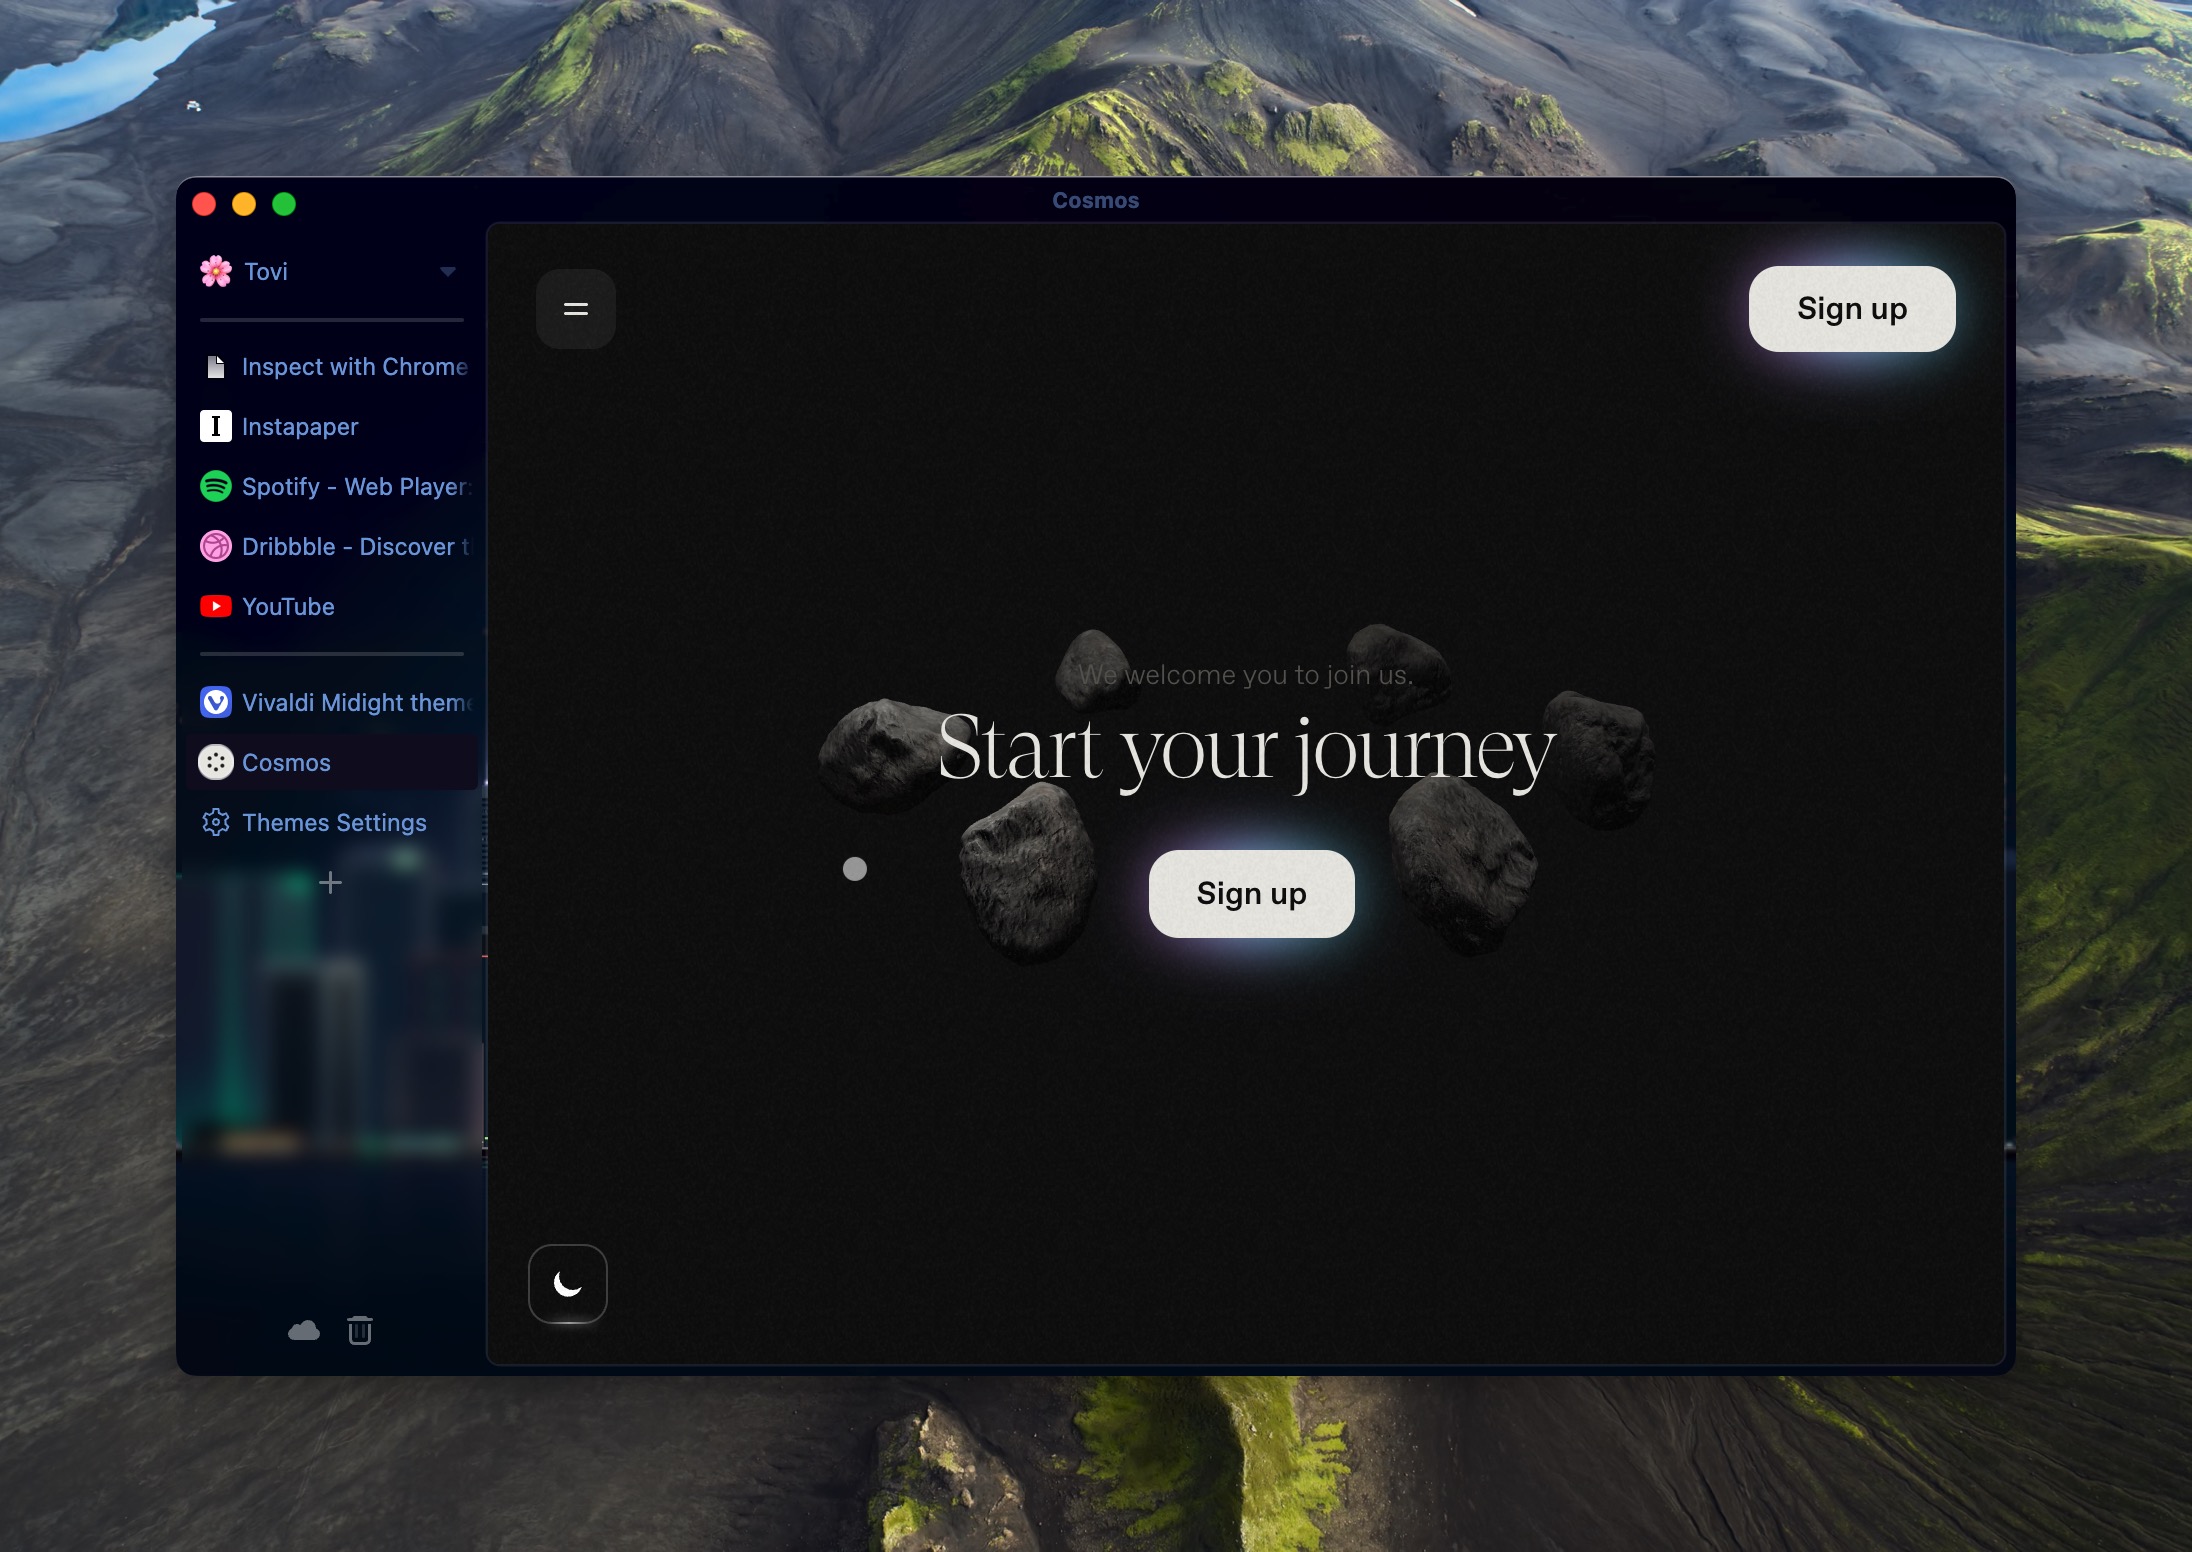 Cosmos
Tovi
Inspect with Chrome
Instapaper
Spotify - Web Player:
Dribbble - Discover t
YouTube
Vivaldi Midight theme
Cosmos
Themes Settings
Sign up
We welcome you to join us.
Start your journey
Sign up